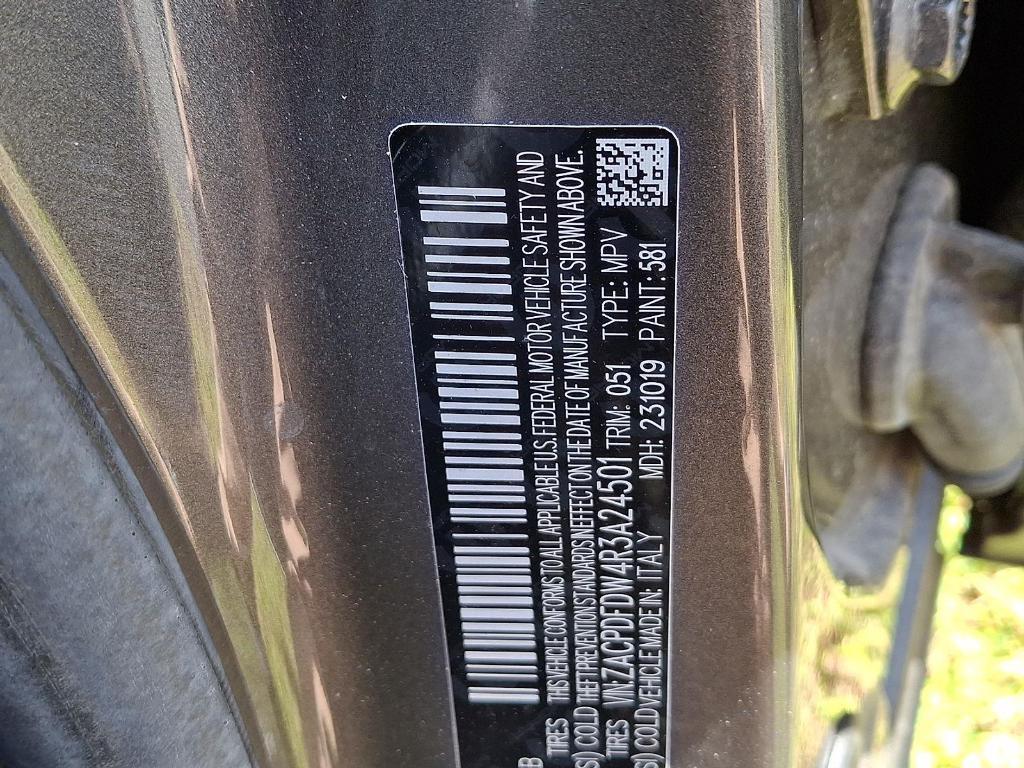 B
TIRES THIS VEHICLE CONFORMS TO ALL APPLICABLE U.S. FEDERAL MOTOR VEHICLE SAFETY AND
SI) COLD THEFT PREVENTION STANDARDS IN EFFECT ON THE DATE OF MANUFACTURE SHOWN ABOVE.
TIRES VIN: ZACPDFDW4R3A24501 TRIM: 051 TYPE: MPV
SI) COLD VEHICLE MADE IN: ITALY MDH: 231019 PAINT: 581